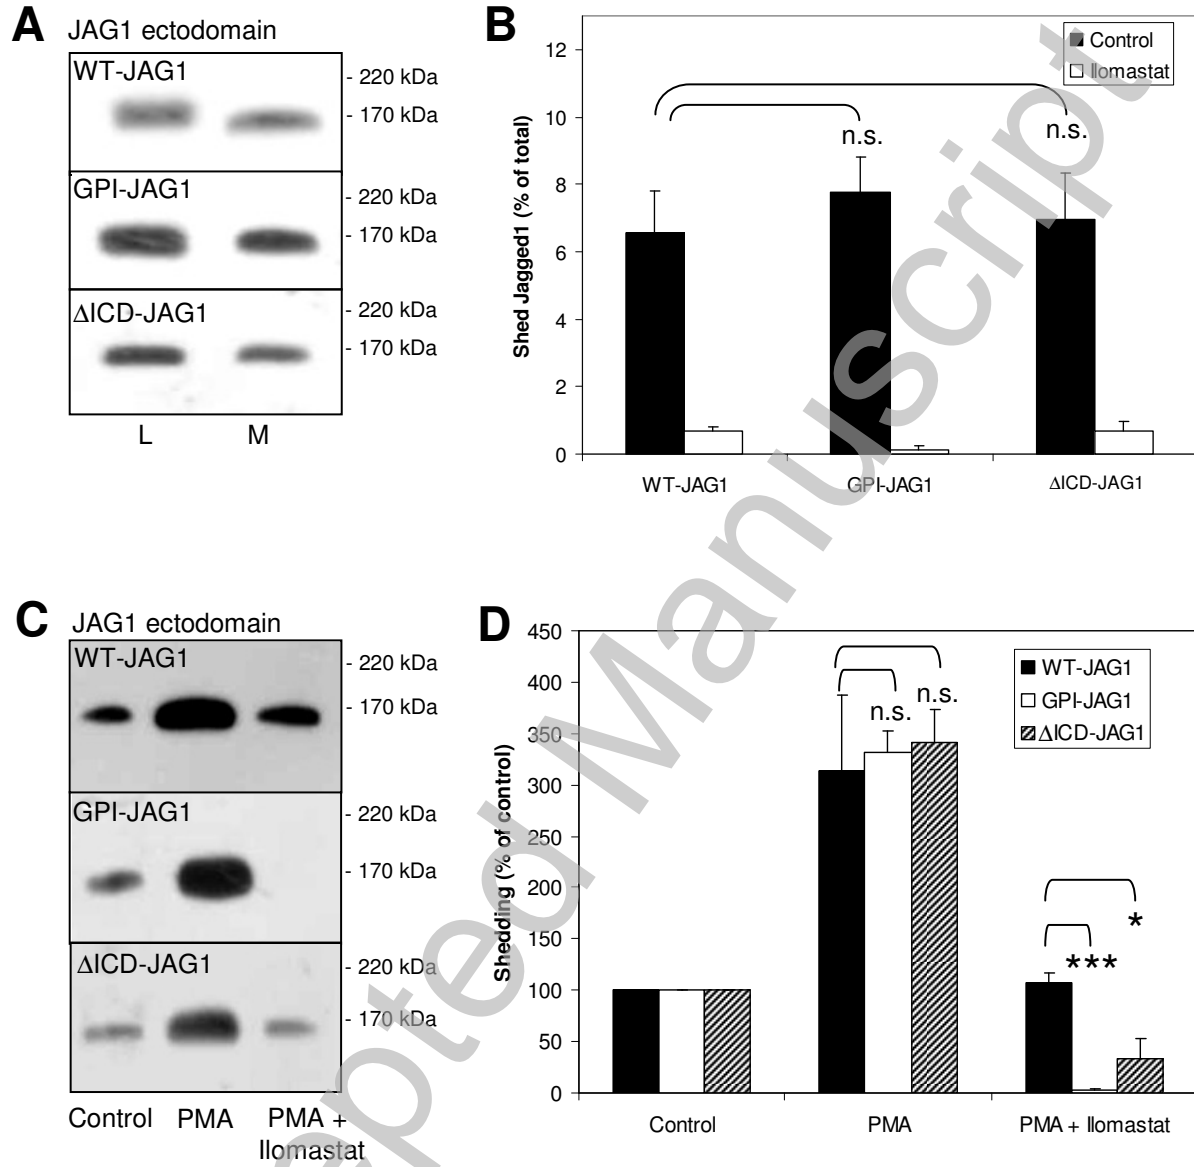 A
JAG1 ectodomain
WT-JAG1
- 220 kDa
- 170 kDa
GPI-JAG1
- 220 kDa
- 170 kDa
ΔICD-JAG1
- 220 kDa
- 170 kDa
L M
B
Shed Jagged1 (% of total)
12
10
8
6
4
2
0
Control
Ilomastat
n.s.
n.s.
WT-JAG1 GPI-JAG1 ΔICD-JAG1
C
JAG1 ectodomain
WT-JAG1
- 220 kDa
- 170 kDa
GPI-JAG1
- 220 kDa
- 170 kDa
ΔICD-JAG1
- 220 kDa
- 170 kDa
Control PMA PMA +
Ilomastat
D
Shedding (% of control)
450
400
350
300
250
200
150
100
50
0
WT-JAG1
GPI-JAG1
ΔICD-JAG1
n.s.
n.s.
*
***
Control PMA PMA + Ilomastat
apted Manuscript